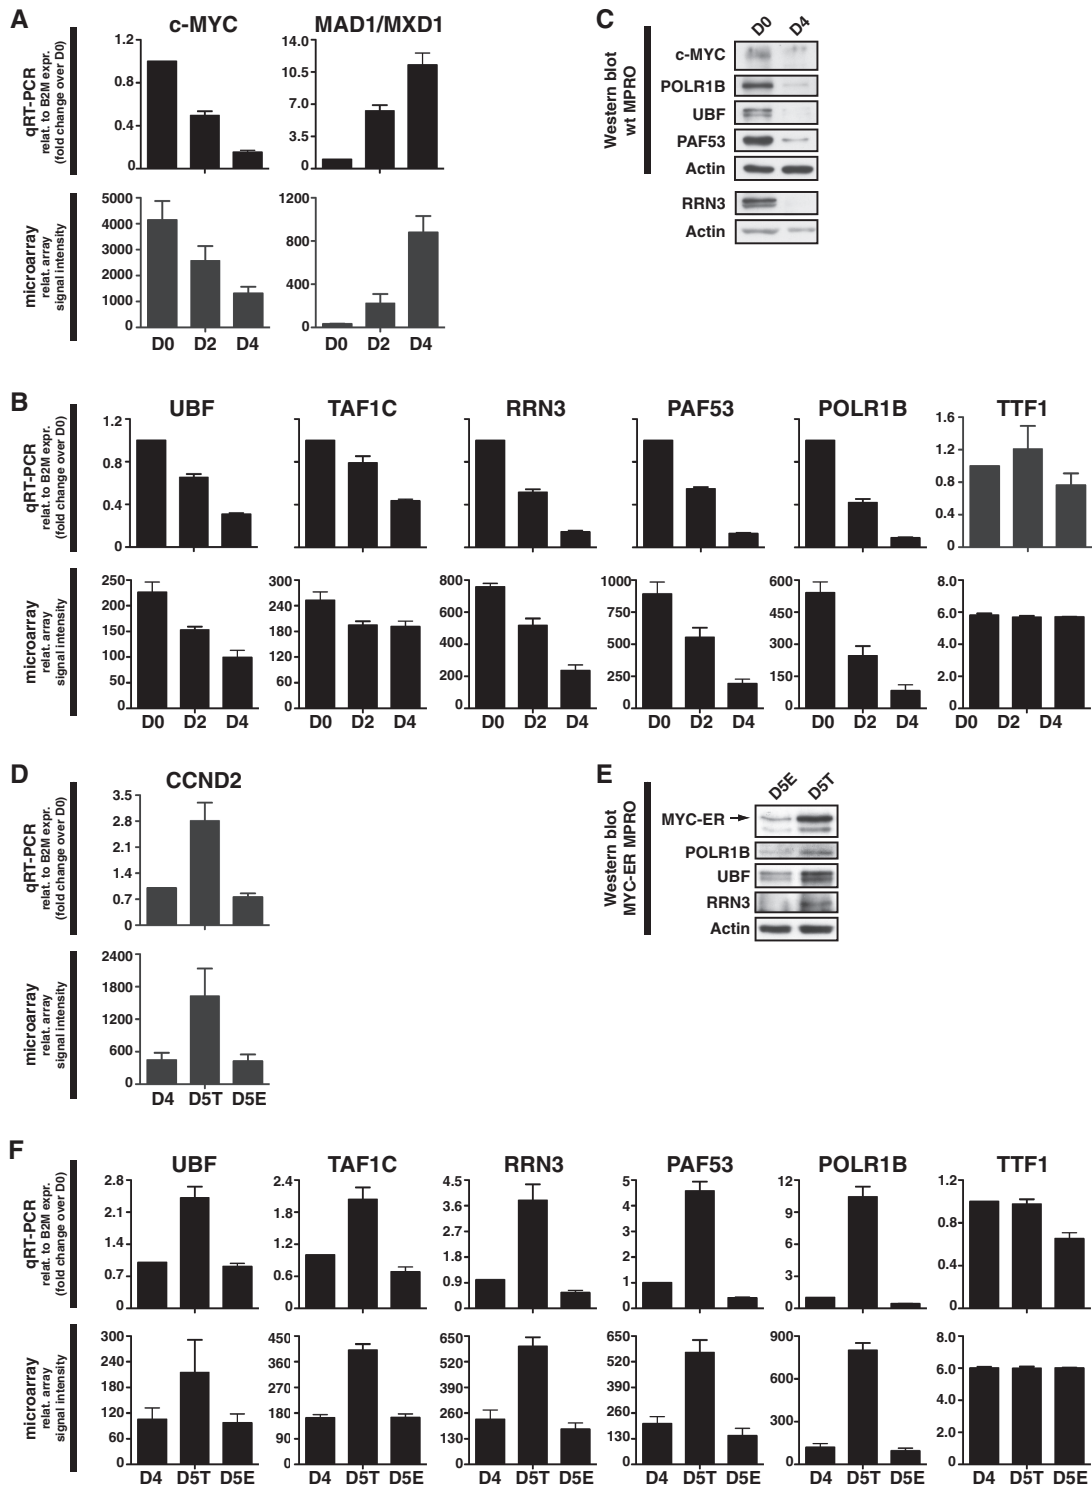 A
c-MYC
MAD1/MXD1
qRT-PCR
relat. to B2M expr.
(fold change over D0)
1.2
0.8
0.4
0
14.0
10.5
7.0
3.5
0
microarray
relat. array
signal intensity
5000
4000
3000
2000
1000
0
1200
800
400
0
D0 D2 D4
D0 D2 D4
C
D0 D4
Western blot
wt MPRO
c-MYC
POLR1B
UBF
PAF53
Actin
RRN3
Actin
B
UBF
TAF1C
RRN3
PAF53
POLR1B
TTF1
qRT-PCR
relat. to B2M expr.
(fold change over D0)
1.2
0.8
0.4
0
1.6
1.2
0.8
0.4
0
microarray
relat. array
signal intensity
250
200
150
100
50
0
300
240
180
120
60
0
800
600
400
200
0
1000
750
500
250
0
600
450
300
150
0
8.0
6.0
4.0
2.0
0
D0 D2 D4
D0 D2 D4
D0 D2 D4
D0 D2 D4
D0 D2 D4
D0 D2 D4
D
CCND2
qRT-PCR
relat. to B2M expr.
(fold change over D0)
3.5
2.8
2.1
1.4
0.7
0
microarray
relat. array
signal intensity
2400
1800
1200
600
0
D4 D5T D5E
E
D5E D5T
Western blot
MYC-ER MPRO
MYC-ER
POLR1B
UBF
RRN3
Actin
F
UBF
TAF1C
RRN3
PAF53
POLR1B
TTF1
qRT-PCR
relat. to B2M expr.
(fold change over D0)
2.8
2.1
1.4
0.7
0
2.4
1.8
1.2
0.6
0
4.5
3.6
2.7
1.8
0.9
0
5
4
3
2
1
0
12
9
6
3
0
1.2
0.8
0.4
0
microarray
relat. array
signal intensity
300
240
180
120
60
0
450
360
270
180
90
0
650
520
390
260
130
0
650
520
390
260
130
0
900
600
300
0
8.0
6.0
4.0
2.0
0
D4 D5T D5E
D4 D5T D5E
D4 D5T D5E
D4 D5T D5E
D4 D5T D5E
D4 D5T D5E